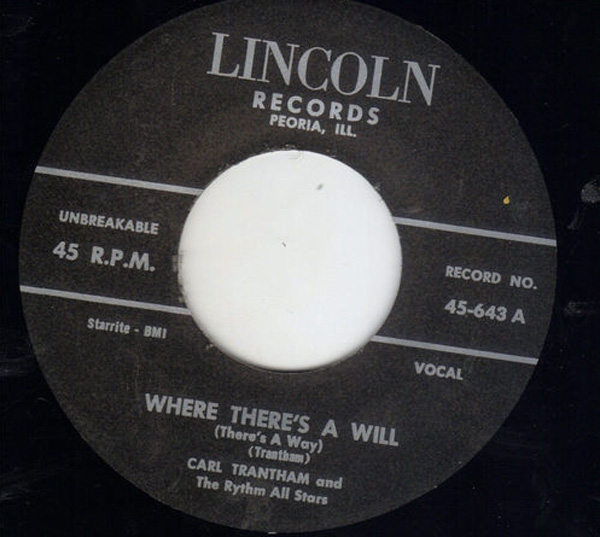 LINCOLN
RECORDS
PEORIA, ILL.
UNBREAKABLE
45 R.P.M.
RECORD NO.
45-643 A
Starrite - BMI
VOCAL
WHERE THERE'S A WILL
(There's A Way)
(Trantham)
CARL TRANTHAM and
The Rythm All Stars